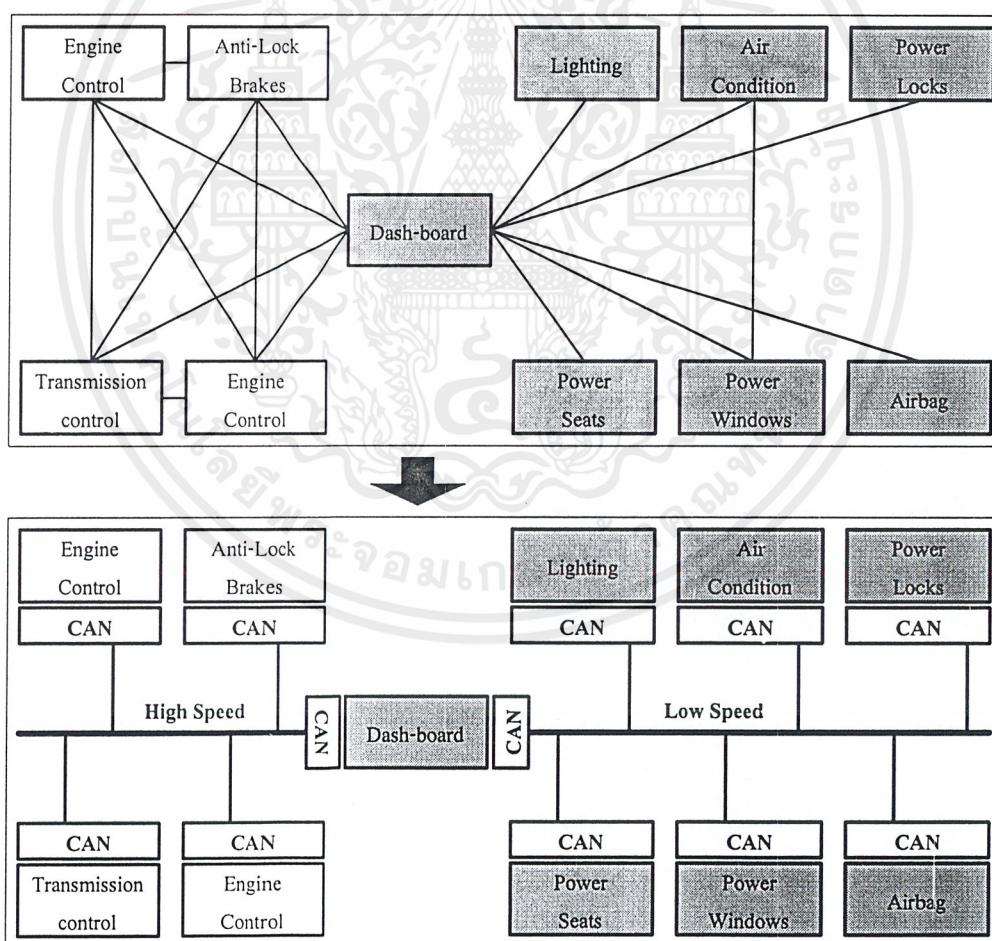 Engine
Control
Anti-Lock
Brakes
Lighting
Air
Condition
Power
Locks
Dash-board
Transmission
control
Engine
Control
Power
Seats
Power
Windows
Airbag
Engine
Control
CAN
Anti-Lock
Brakes
CAN
Lighting
CAN
Air
Condition
CAN
Power
Locks
CAN
High Speed
CAN
Dash-board
CAN
Low Speed
CAN
Transmission
control
CAN
Engine
Control
CAN
Power
Seats
CAN
Power
Windows
CAN
Airbag